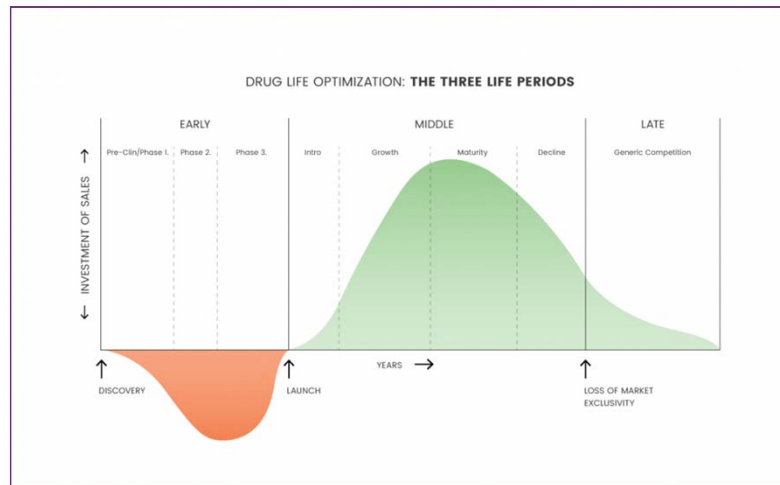 DRUG LIFE OPTIMIZATION: THE THREE LIFE PERIODS
EARLY
MIDDLE
LATE
Pre-Clin/Phase 1.
Phase 2.
Phase 3.
Intro
Growth
Maturity
Decline
Generic Competition
INVESTMENT OF SALES
YEARS
DISCOVERY
LAUNCH
LOSS OF MARKET
EXCLUSIVITY